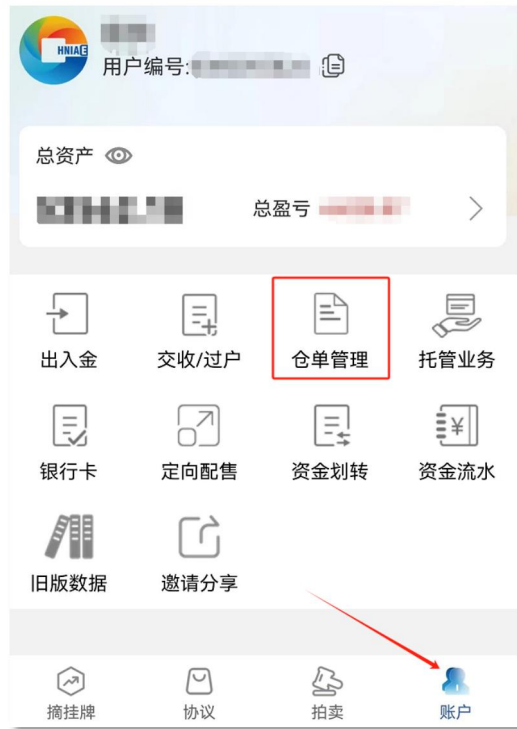 HNIAE
用户编号:
总资产
总盈亏
出入金 交收/过户 仓单管理 托管业务
银行卡 定向配售 资金划转 资金流水
旧版数据 邀请分享
摘挂牌 协议 拍卖 账户